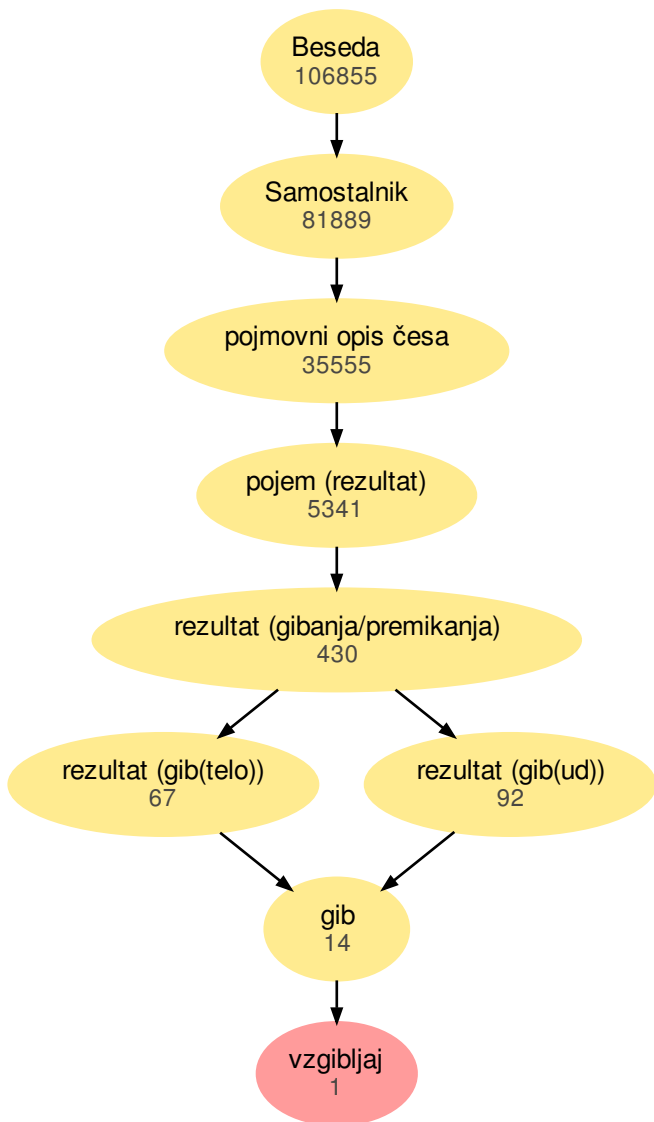 Beseda
106855
Samostalnik
81889
pojmovni opis česa
35555
pojem (rezultat)
5341
rezultat (gibanja/premikanja)
430
rezultat (gib(telo))
67
rezultat (gib(ud))
92
gib
14
vzgibljaj
1